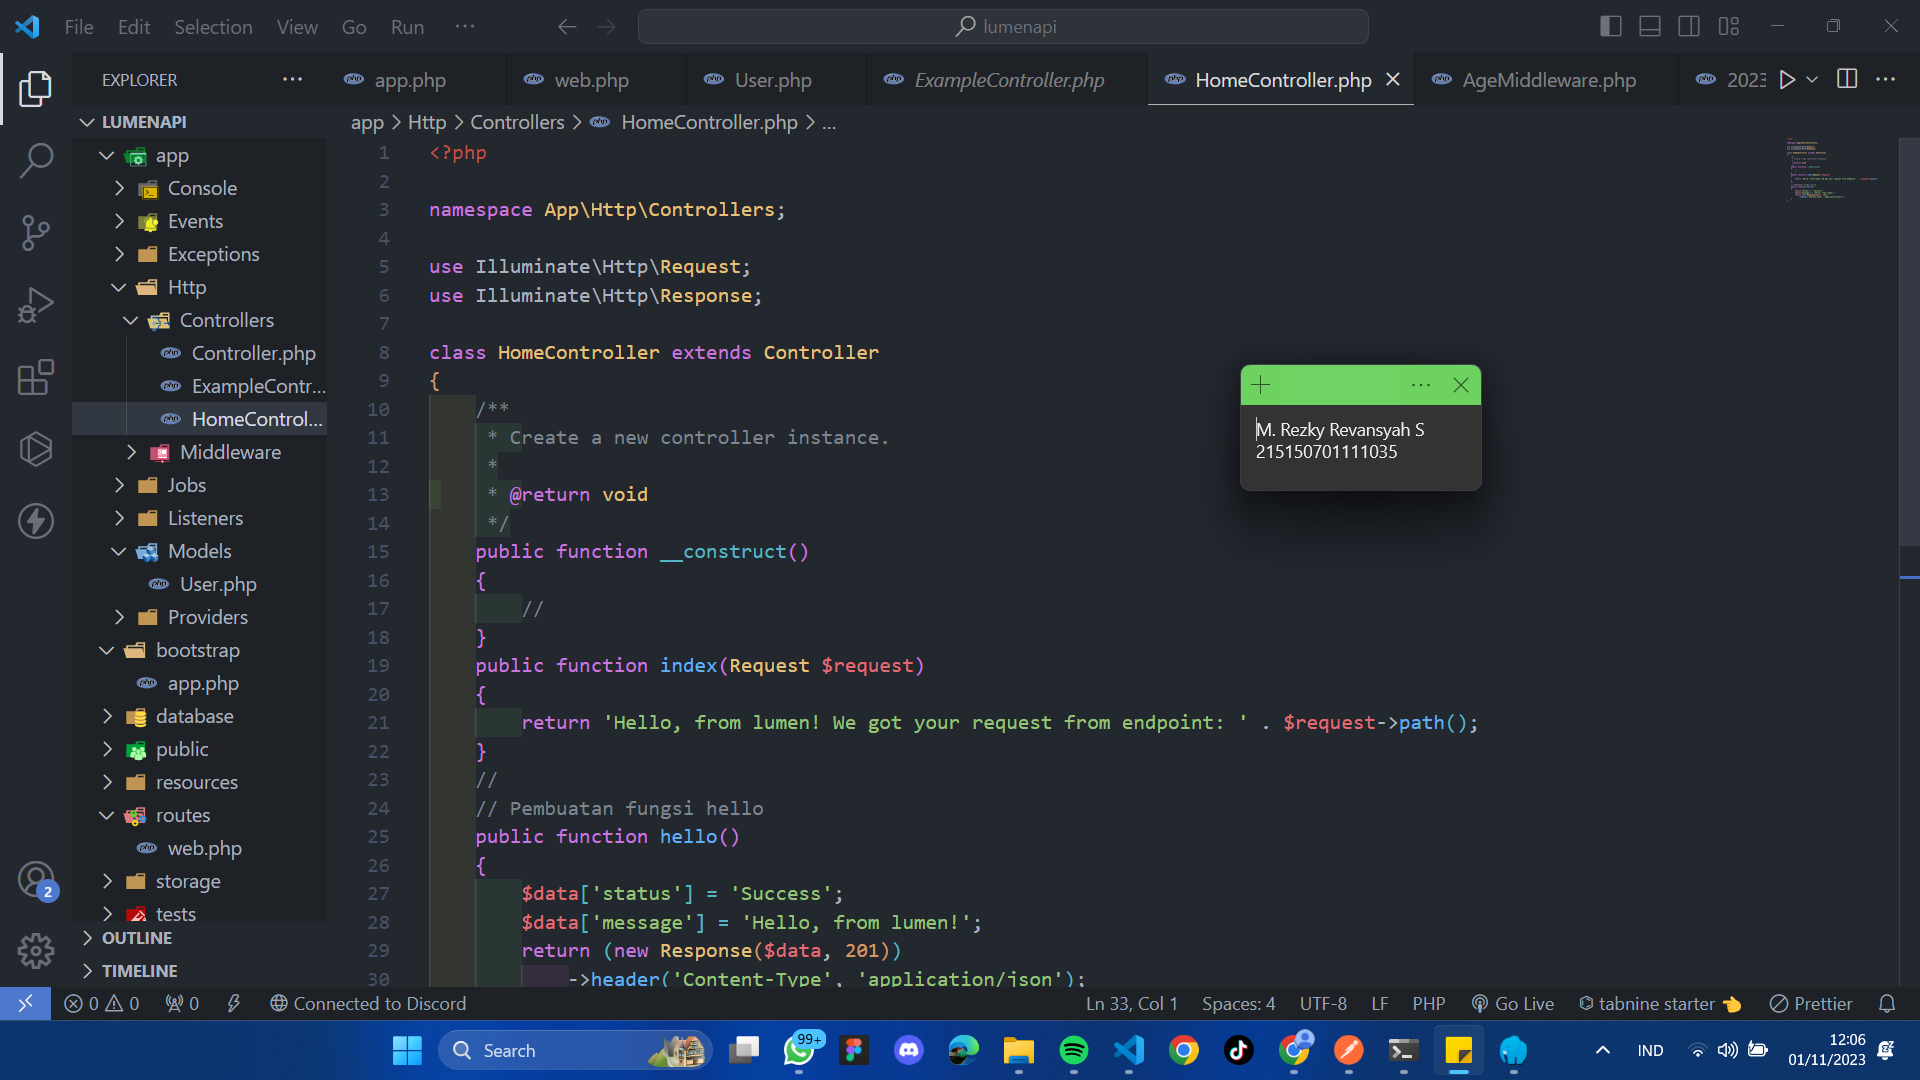 File Edit Selection View Go Run ... lumenapi
EXPLORER ... app.php web.php User.php ExampleController.php HomeController.php AgeMiddleware.php 2023 ...
LUMENAPI
app > Http > Controllers > HomeController.php > ...
app
Console
Events
Exceptions
Http
Controllers
Controller.php
ExampleContr...
HomeControl...
Middleware
Jobs
Listeners
Models
User.php
Providers
bootstrap
app.php
database
public
resources
routes
web.php
storage
tests
OUTLINE
TIMELINE
2
1 <?php
2
3 namespace App\Http\Controllers;
4
5 use Illuminate\Http\Request;
6 use Illuminate\Http\Response;
7
8 class HomeController extends Controller
9 {
10 /**
11 * Create a new controller instance.
12 *
13 * @return void
14 */
15 public function __construct()
16 {
17 //
18 }
19 public function index(Request $request)
20 {
21 return 'Hello, from lumen! We got your request from endpoint: ' . $request->path();
22 }
23 //
24 // Pembuatan fungsi hello
25 public function hello()
26 {
27 $data['status'] = 'Success';
28 $data['message'] = 'Hello, from lumen!';
29 return (new Response($data, 201))
30 ->header('Content-Type', 'application/json');
M. Rezky Revansyah S
215150701111035
0 0 0 Connected to Discord Ln 33, Col 1 Spaces: 4 UTF-8 LF PHP Go Live tabnine starter Prettier
Search 99+ IND 12:06
01/11/2023